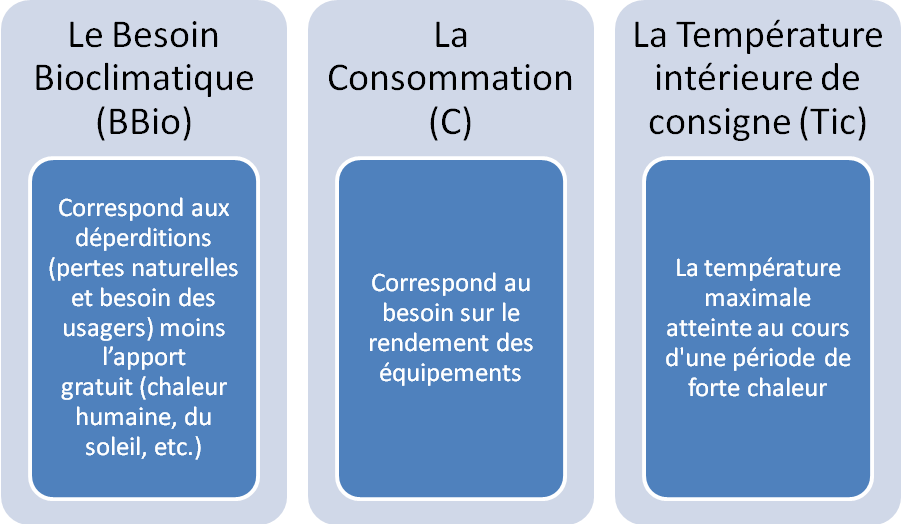 Le Besoin
Bioclimatique
(BBio)
Correspond aux
déperditions
(pertes naturelles
et besoin des
usagers) moins
l’apport
gratuit (chaleur
humaine, du
soleil, etc.)
La
Consommation
(C)
Correspond au
besoin sur le
rendement des
équipements
La Température
intérieure de
consigne (Tic)
La température
maximale
atteinte au cours
d'une période de
forte chaleur